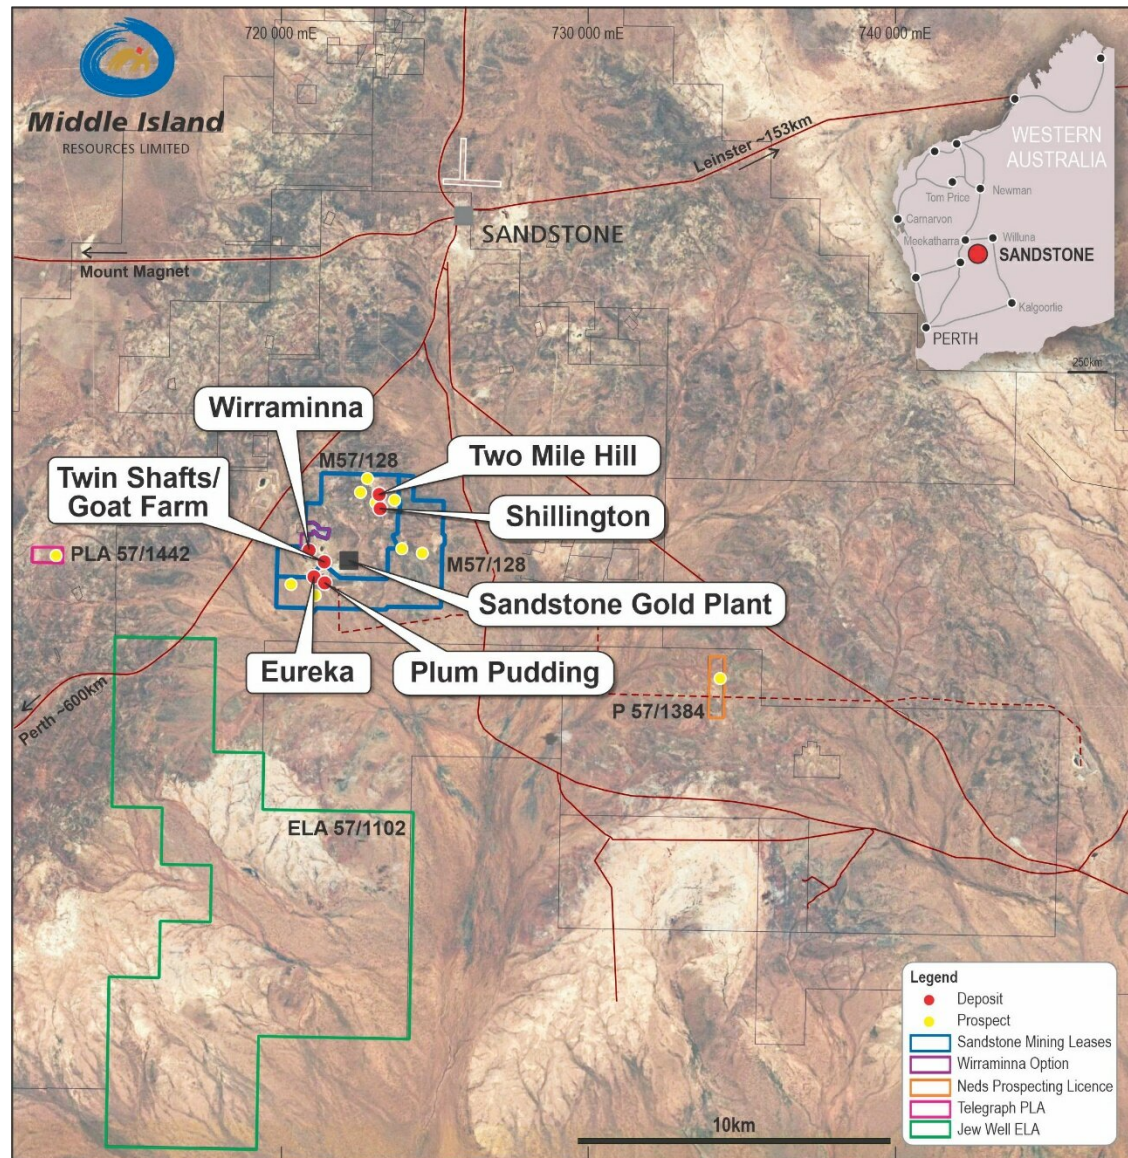 720 000 mE
730 000 mE
740 000 mE
Middle Island
RESOURCES LIMITED
Leinster ~153km
SANDSTONE
Mount Magnet
WESTERN
AUSTRALIA
Tom Price
Newman
Carnarvon
Meekatharra
Wiluna
SANDSTONE
Kalgoorlie
PERTH
250km
Wirraminna
M57/128
Two Mile Hill
Twin Shafts/
Goat Farm
Shillington
PLA 57/1442
M57/128
Sandstone Gold Plant
Eureka
Plum Pudding
Perth ~600km
P 57/1384
ELA 57/1102
10km
Legend
Deposit
Prospect
Sandstone Mining Leases
Wirraminna Option
Neds Prospecting Licence
Telegraph PLA
Jew Well ELA